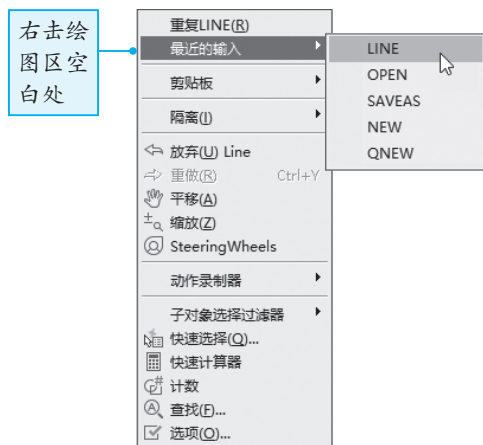 右击绘
图区空
白处
重复LINE(R)
最近的输入
剪贴板
隔离(I)
放弃(U) Line
重做(R) Ctrl+Y
平移(A)
缩放(Z)
SteeringWheels
动作录制器
子对象选择过滤器
快速选择(Q)...
快速计算器
计数
查找(F)...
选项(O)...
LINE
OPEN
SAVEAS
NEW
QNEW